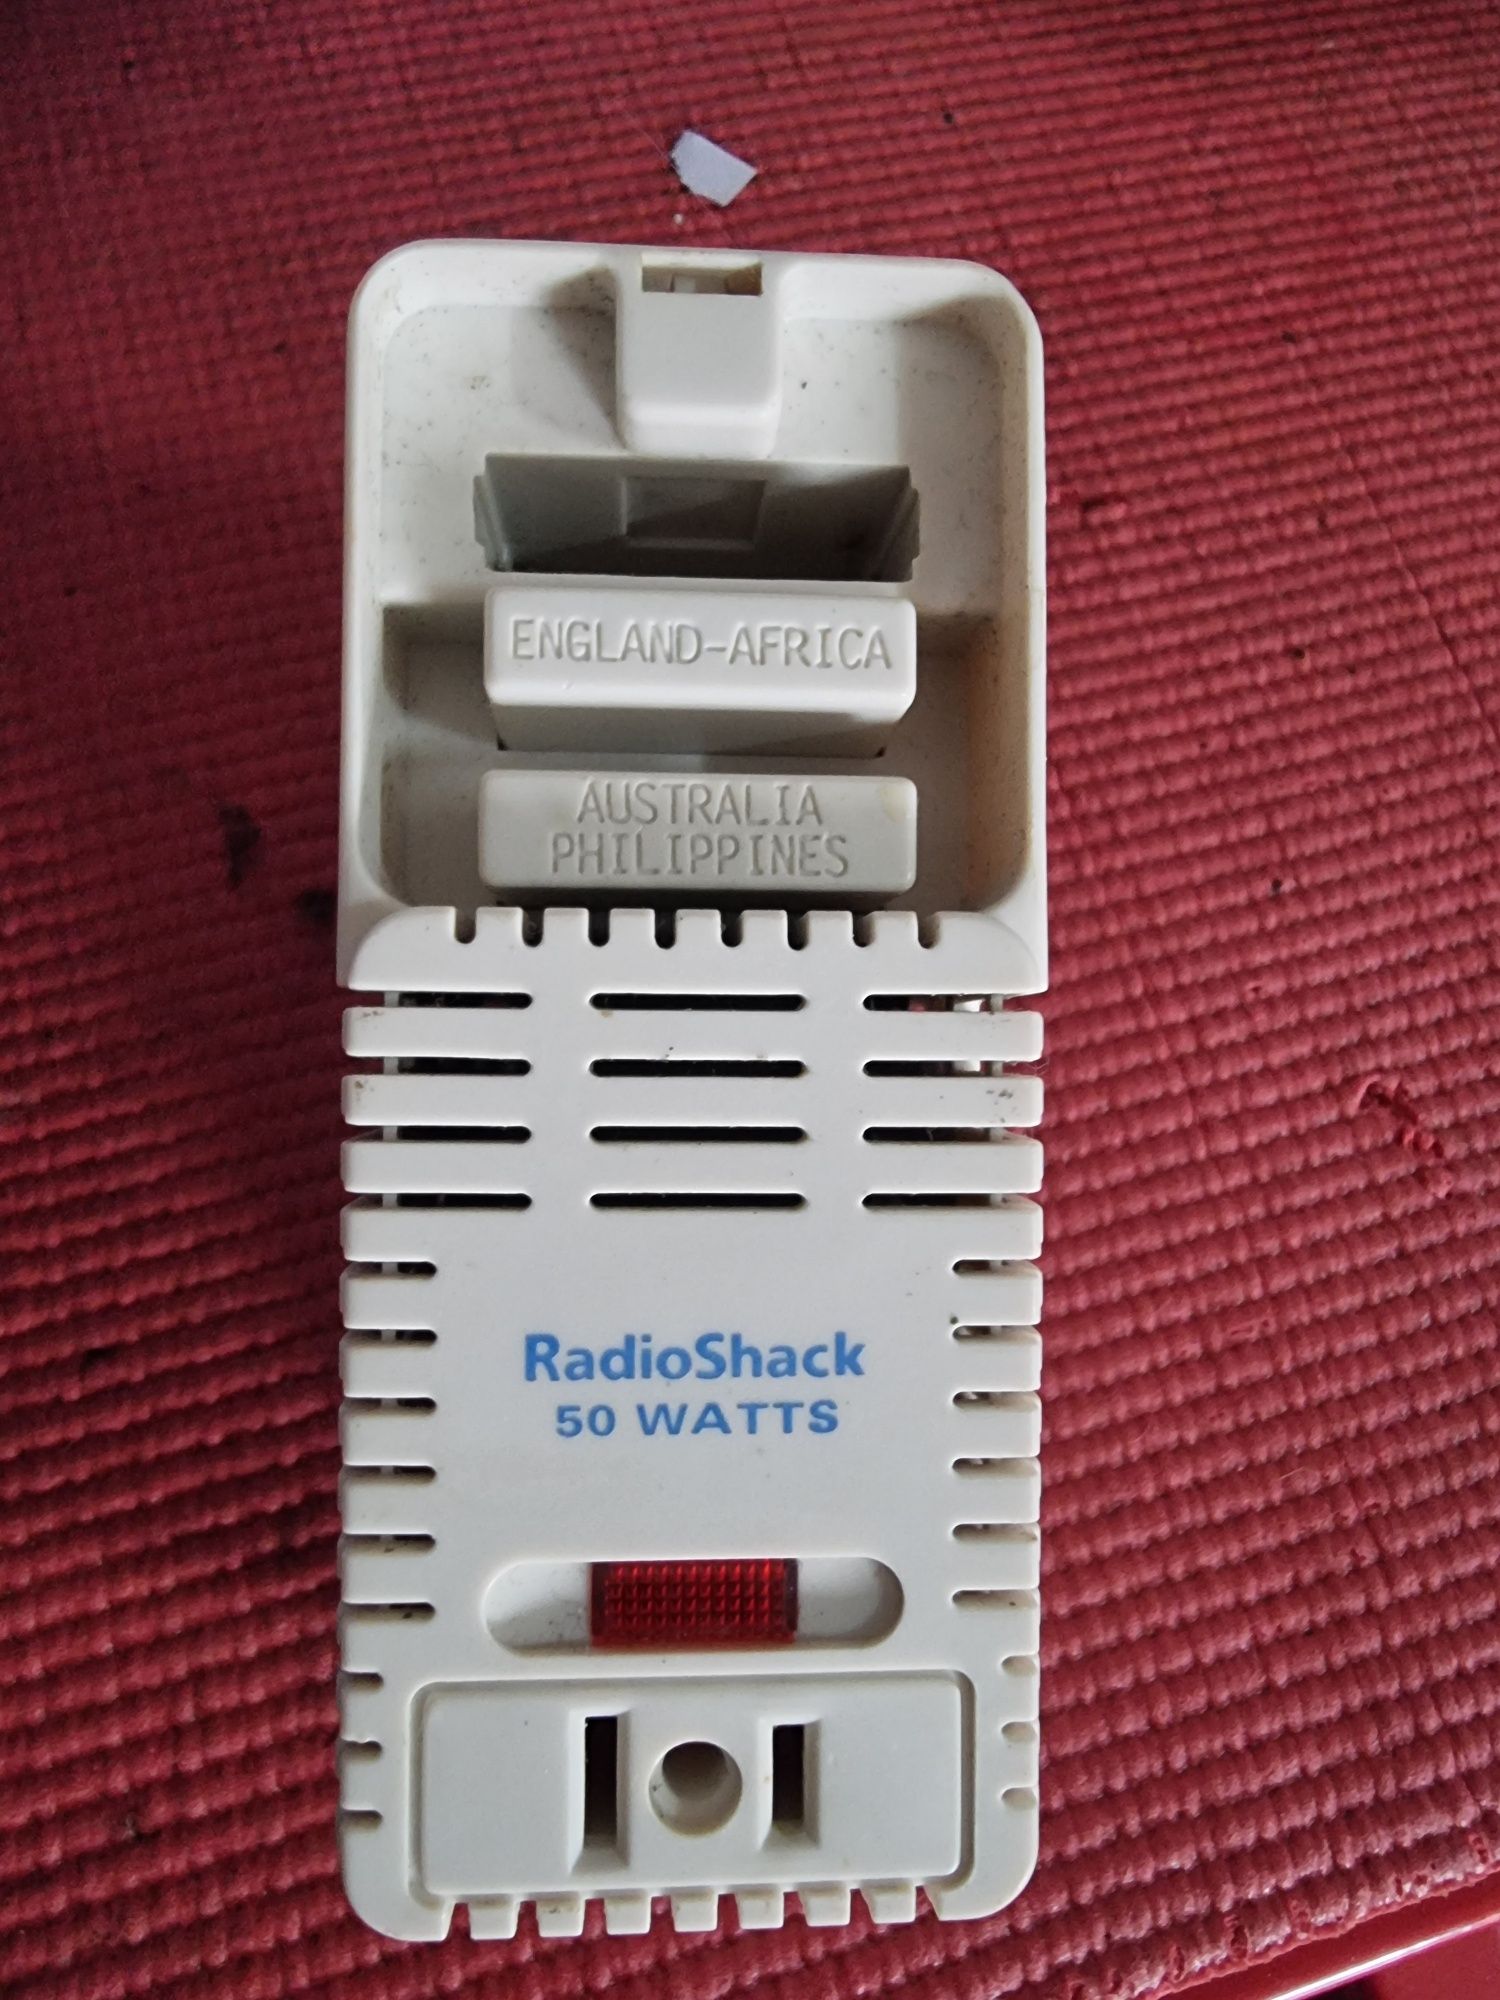 ENGLAND-AFRICA
AUSTRALIA
PHILIPPINES
RadioShack
50 WATTS